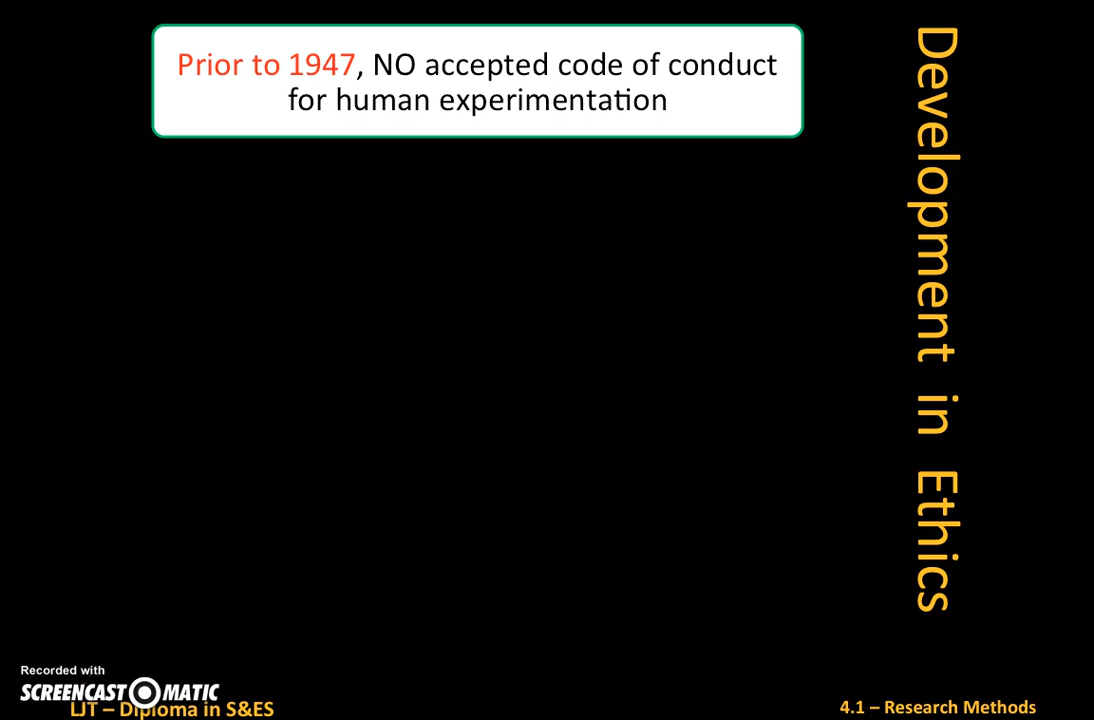 Prior to 1947, NO accepted code of conduct
for human experimentation
Development in Ethics
Recorded with
SCREENCAST MATIC
LJT – Diploma in S&ES
4.1 – Research Methods